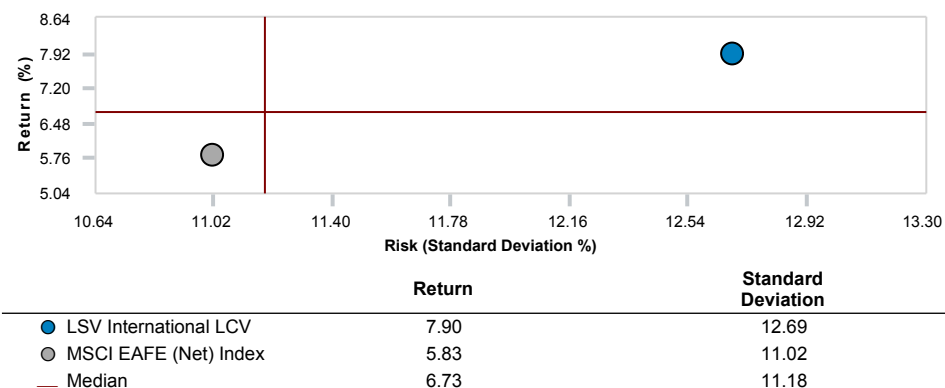 8.64
7.92
7.20
6.48
5.76
5.04
Return (%)
10.64 11.02 11.40 11.78 12.16 12.54 12.92 13.30
Risk (Standard Deviation %)
Return Standard Deviation
LSV International LCV 7.90 12.69
MSCI EAFE (Net) Index 5.83 11.02
Median 6.73 11.18